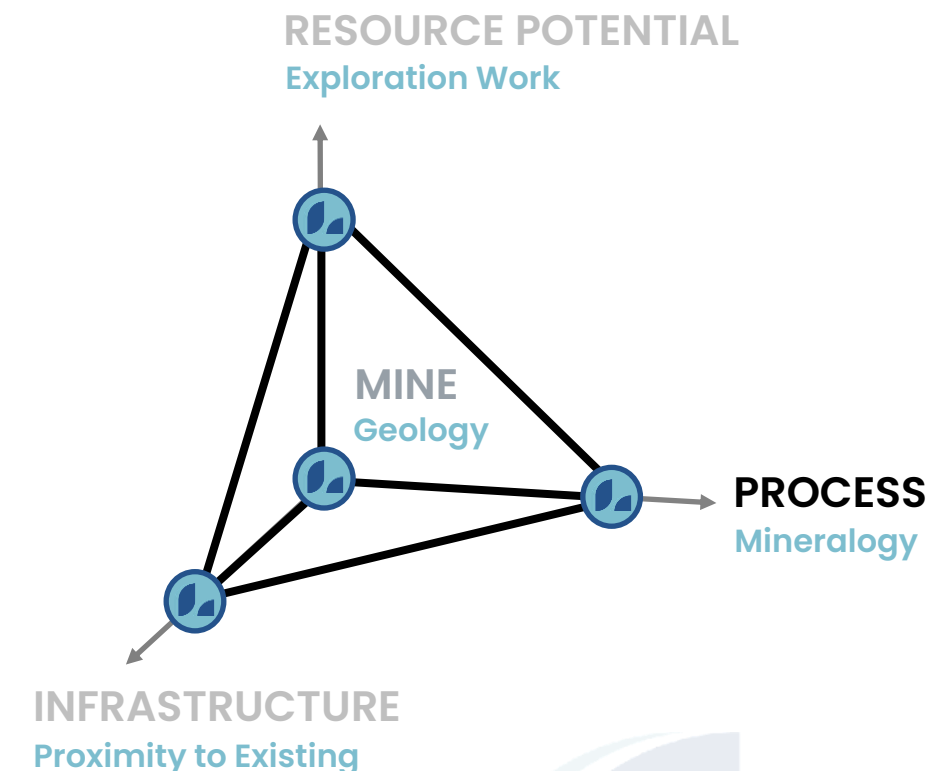 RESOURCE POTENTIAL
Exploration Work
MINE
Geology
PROCESS
Mineralogy
INFRASTRUCTURE
Proximity to Existing